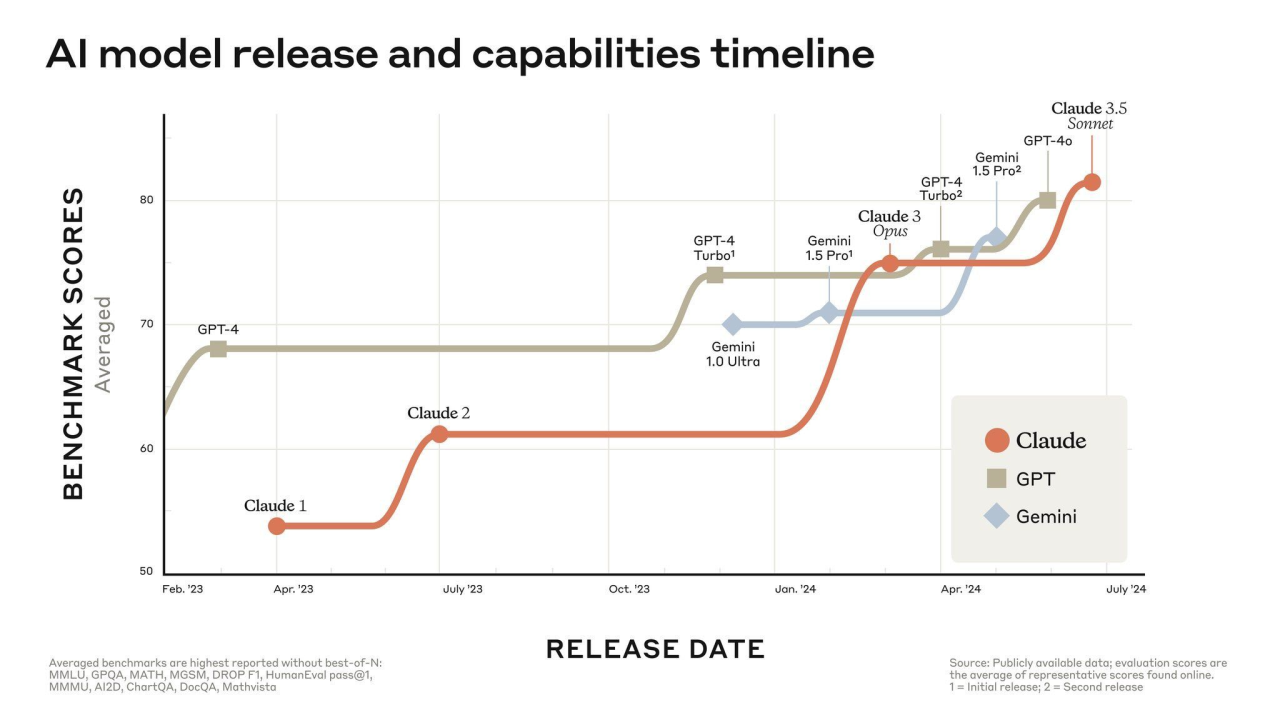 AI model release and capabilities timeline
Claude 3.5
Sonnet
GPT-4o
Gemini
1.5 Pro²
GPT-4
Turbo²
Claude 3
Opus
GPT-4
Turbo¹
Gemini
1.5 Pro¹
GPT-4
Gemini
1.0 Ultra
Claude 2
Claude 1
BENCHMARK SCORES
Averaged
80
70
60
50
Claude
GPT
Gemini
Feb. '23
Apr. '23
July '23
Oct. '23
Jan. '24
Apr. '24
July '24
RELEASE DATE
Averaged benchmarks are highest reported without best-of-N:
MMLU, GPQA, MATH, MGSM, DROP F1, HumanEval pass@1,
MMMU, AI2D, ChartQA, DocQA, Mathvista
Source: Publicly available data; evaluation scores are
the average of representative scores found online.
1 = Initial release; 2 = Second release